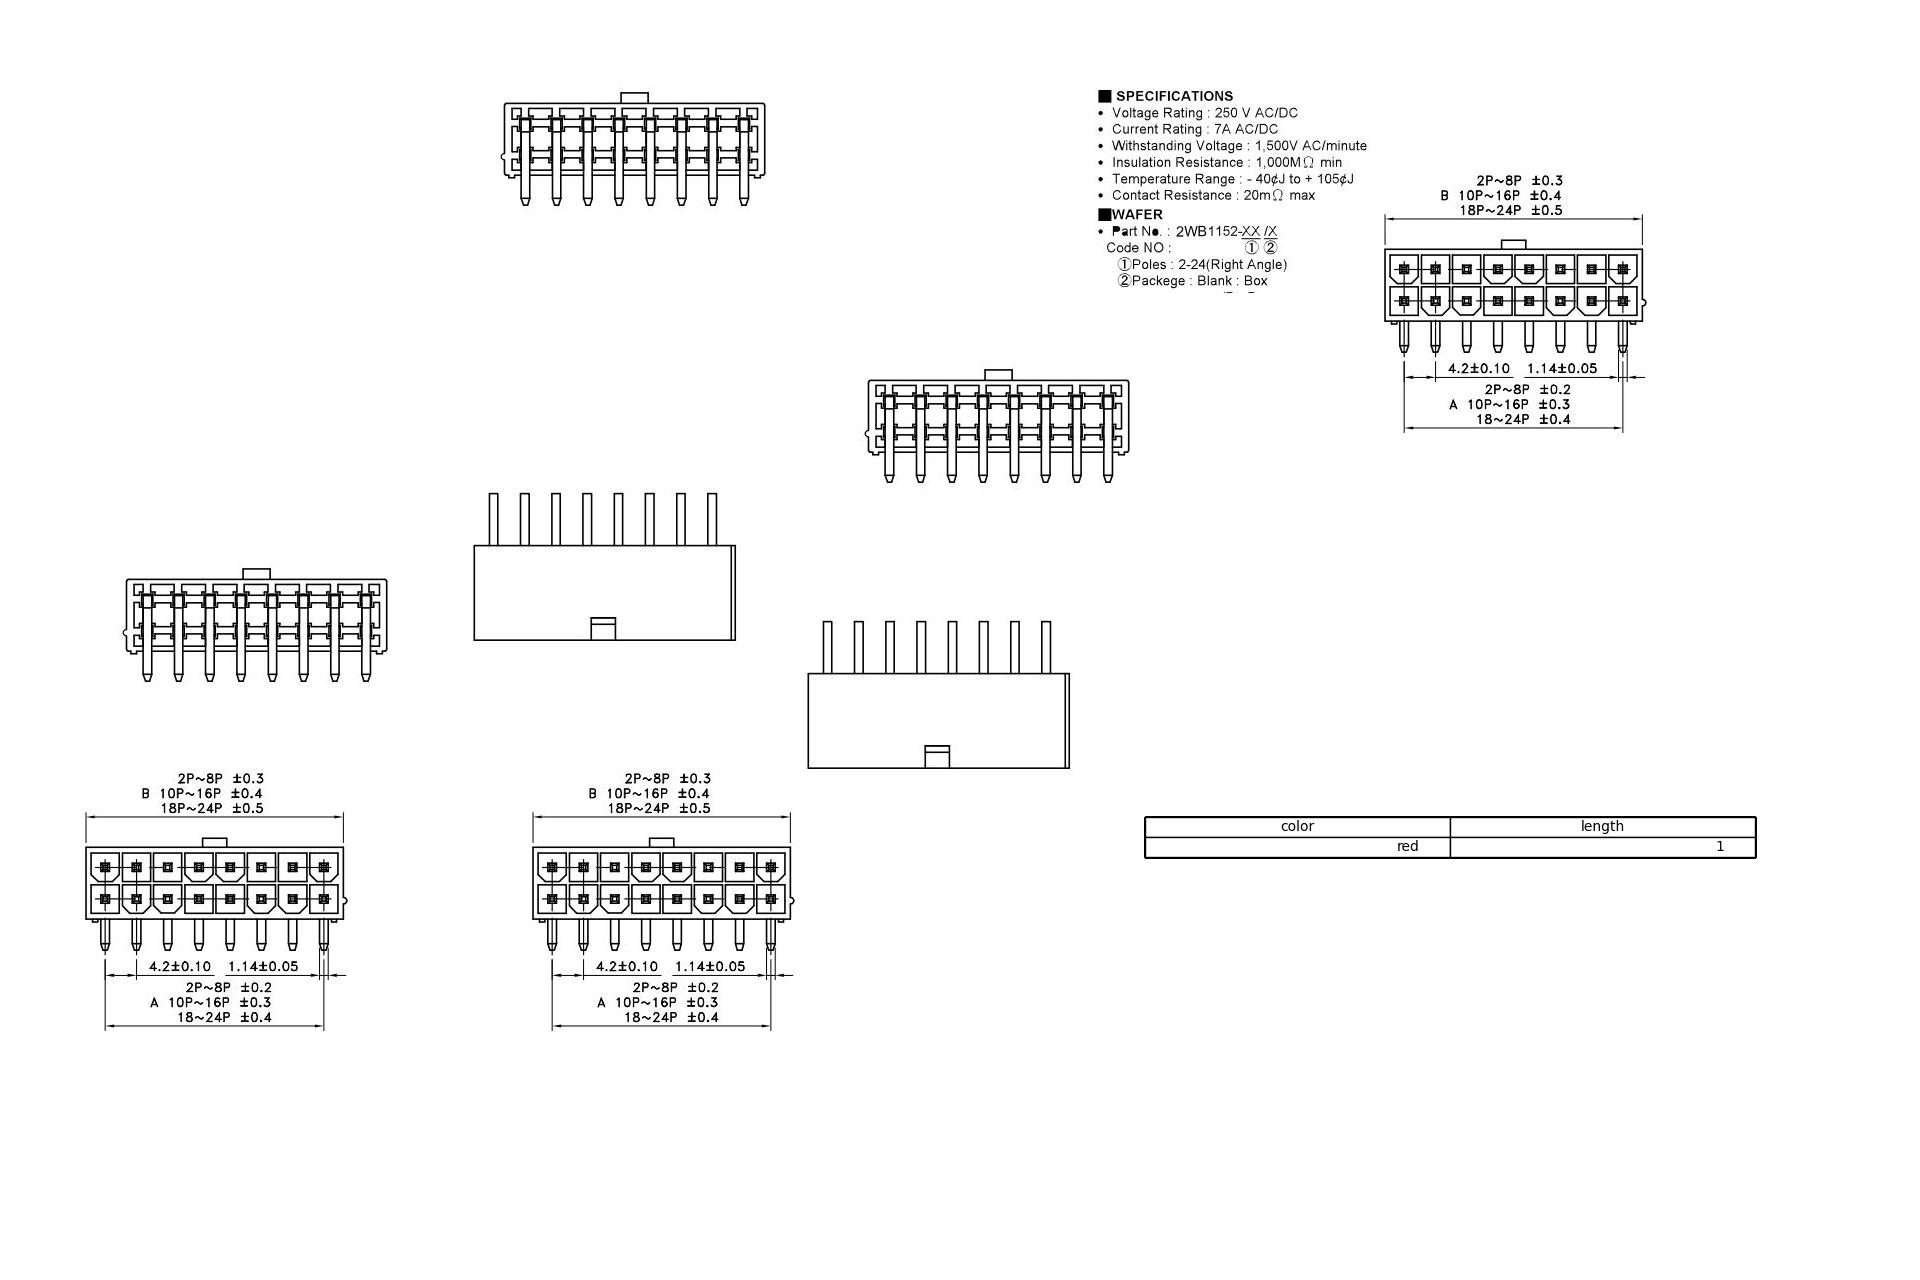 ■ SPECIFICATIONS
• Voltage Rating : 250 V AC/DC
• Current Rating : 7A AC/DC
• Withstanding Voltage : 1,500V AC/minute
• Insulation Resistance : 1,000MΩ min
• Temperature Range : - 40¢J to + 105¢J
• Contact Resistance : 20mΩ max
■WAFER
• Part No. : 2WB1152-XX /X
Code NO : ① ②
①Poles : 2-24(Right Angle)
②Packege : Blank : Box
2P~8P ±0.3
B 10P~16P ±0.4
18P~24P ±0.5
4.2±0.10 1.14±0.05
2P~8P ±0.2
A 10P~16P ±0.3
18~24P ±0.4
2P~8P ±0.3
B 10P~16P ±0.4
18P~24P ±0.5
4.2±0.10 1.14±0.05
2P~8P ±0.2
A 10P~16P ±0.3
18~24P ±0.4
2P~8P ±0.3
B 10P~16P ±0.4
18P~24P ±0.5
4.2±0.10 1.14±0.05
2P~8P ±0.2
A 10P~16P ±0.3
18~24P ±0.4
color length
red 1